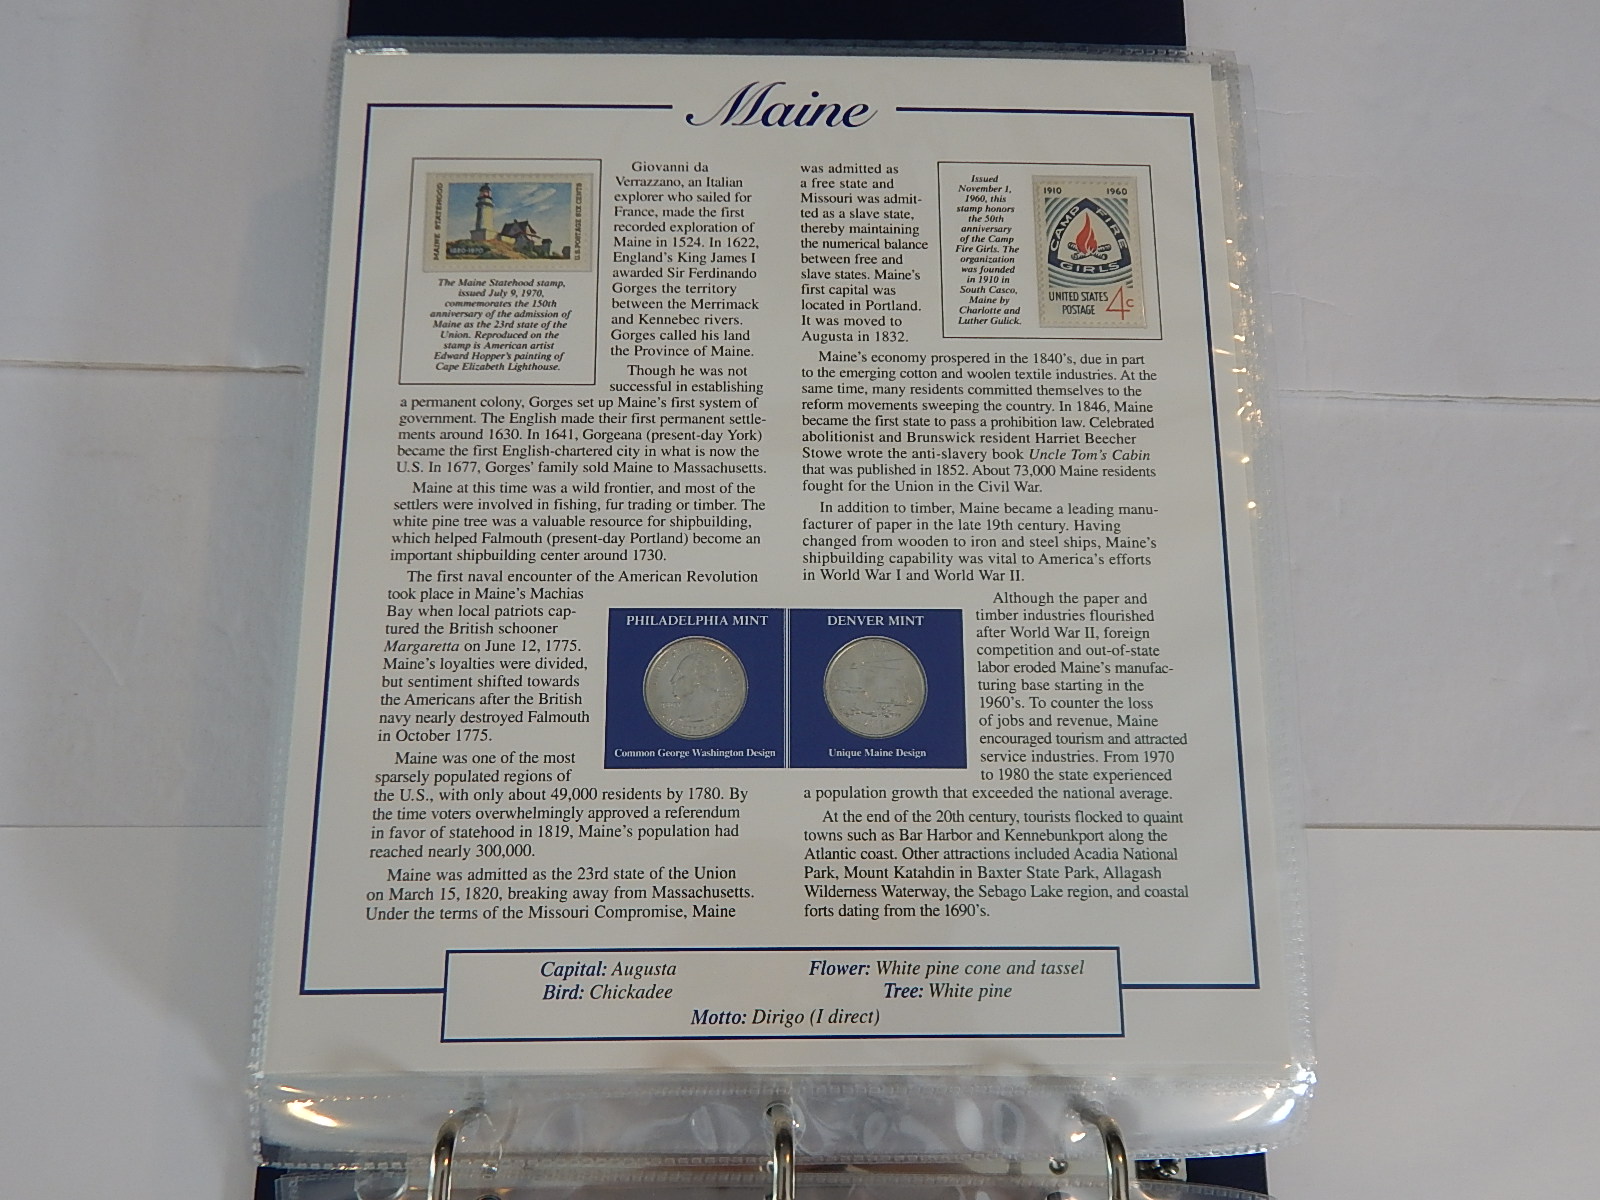 Maine
MAINE STATEHOOD
1820-1970
U.S. POSTAGE SIX CENTS
The Maine Statehood stamp,
issued July 9, 1970,
commemorates the 150th
anniversary of the admission of
Maine as the 23rd state of the
Union. Reproduced on the
stamp is American artist
Edward Hopper's painting of
Cape Elizabeth Lighthouse.
Giovanni da
Verrazzano, an Italian
explorer who sailed for
France, made the first
recorded exploration of
Maine in 1524. In 1622,
England's King James I
awarded Sir Ferdinando
Gorges the territory
between the Merrimack
and Kennebec rivers.
Gorges called his land
the Province of Maine.
Though he was not
successful in establishing
a permanent colony, Gorges set up Maine's first system of
government. The English made their first permanent settle-
ments around 1630. In 1641, Gorgeana (present-day York)
became the first English-chartered city in what is now the
U.S. In 1677, Gorges' family sold Maine to Massachusetts.
Maine at this time was a wild frontier, and most of the
settlers were involved in fishing, fur trading or timber. The
white pine tree was a valuable resource for shipbuilding,
which helped Falmouth (present-day Portland) become an
important shipbuilding center around 1730.
The first naval encounter of the American Revolution
took place in Maine's Machias
Bay when local patriots cap-
tured the British schooner
Margaretta on June 12, 1775.
Maine's loyalties were divided,
but sentiment shifted towards
the Americans after the British
navy nearly destroyed Falmouth
in October 1775.
Maine was one of the most
sparsely populated regions of
the U.S., with only about 49,000 residents by 1780. By
the time voters overwhelmingly approved a referendum
in favor of statehood in 1819, Maine's population had
reached nearly 300,000.
Maine was admitted as the 23rd state of the Union
on March 15, 1820, breaking away from Massachusetts.
Under the terms of the Missouri Compromise, Maine
was admitted as
a free state and
Missouri was admit-
ted as a slave state,
thereby maintaining
the numerical balance
between free and
slave states. Maine's
first capital was
located in Portland.
It was moved to
Augusta in 1832.
Issued
November 1,
1960, this
stamp honors
the 50th
anniversary
of the Camp
Fire Girls. The
organization
was founded
in 1910 in
South Casco,
Maine by
Charlotte and
Luther Gulick.
1910 1960
CAMP FIRE
GIRLS
UNITED STATES
POSTAGE 4c
Maine's economy prospered in the 1840's, due in part
to the emerging cotton and woolen textile industries. At the
same time, many residents committed themselves to the
reform movements sweeping the country. In 1846, Maine
became the first state to pass a prohibition law. Celebrated
abolitionist and Brunswick resident Harriet Beecher
Stowe wrote the anti-slavery book Uncle Tom's Cabin
that was published in 1852. About 73,000 Maine residents
fought for the Union in the Civil War.
In addition to timber, Maine became a leading manu-
facturer of paper in the late 19th century. Having
changed from wooden to iron and steel ships, Maine's
shipbuilding capability was vital to America's efforts
in World War I and World War II.
Although the paper and
timber industries flourished
after World War II, foreign
competition and out-of-state
labor eroded Maine's manufac-
turing base starting in the
1960's. To counter the loss
of jobs and revenue, Maine
encouraged tourism and attracted
service industries. From 1970
to 1980 the state experienced
a population growth that exceeded the national average.
At the end of the 20th century, tourists flocked to quaint
towns such as Bar Harbor and Kennebunkport along the
Atlantic coast. Other attractions included Acadia National
Park, Mount Katahdin in Baxter State Park, Allagash
Wilderness Waterway, the Sebago Lake region, and coastal
forts dating from the 1690's.
PHILADELPHIA MINT
Common George Washington Design
DENVER MINT
Unique Maine Design
Capital: Augusta
Flower: White pine cone and tassel
Bird: Chickadee
Tree: White pine
Motto: Dirigo (I direct)